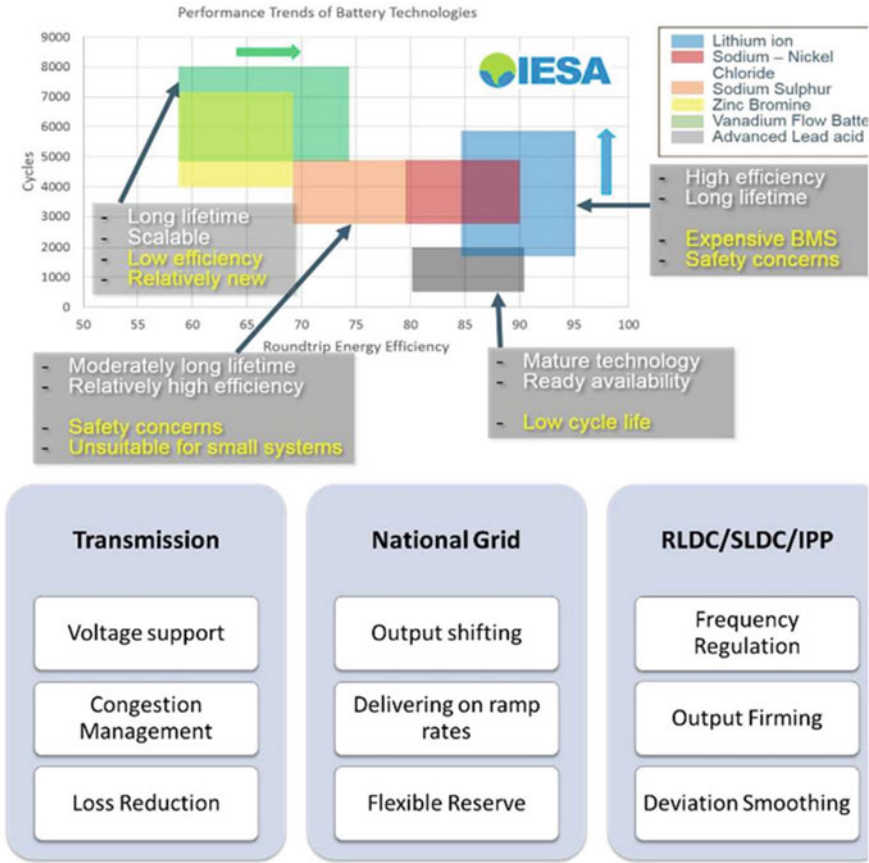 Performance Trends of Battery Technologies
9000
8000
7000
6000
5000
4000
3000
2000
1000
0
Cycles
50 55 60 65 70 75 80 85 90 95 100
Roundtrip Energy Efficiency
IESA
Lithium ion
Sodium – Nickel
Chloride
Sodium Sulphur
Zinc Bromine
Vanadium Flow Batte
Advanced Lead acid
- Long lifetime
- Scalable
- Low efficiency
- Relatively new
- High efficiency
- Long lifetime
- Expensive BMS
- Safety concerns
- Moderately long lifetime
- Relatively high efficiency
- Safety concerns
- Unsuitable for small systems
- Mature technology
- Ready availability
- Low cycle life
Transmission
Voltage support
Congestion
Management
Loss Reduction
National Grid
Output shifting
Delivering on ramp
rates
Flexible Reserve
RLDC/SLDC/IPP
Frequency
Regulation
Output Firming
Deviation Smoothing